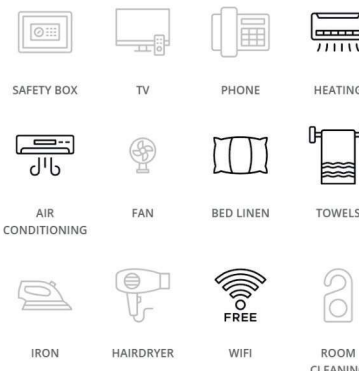 SAFETY BOX
TV
PHONE
HEATING
AIR
CONDITIONING
FAN
BED LINEN
TOWELS
FREE
IRON
HAIRDRYER
WIFI
ROOM
CLEANING